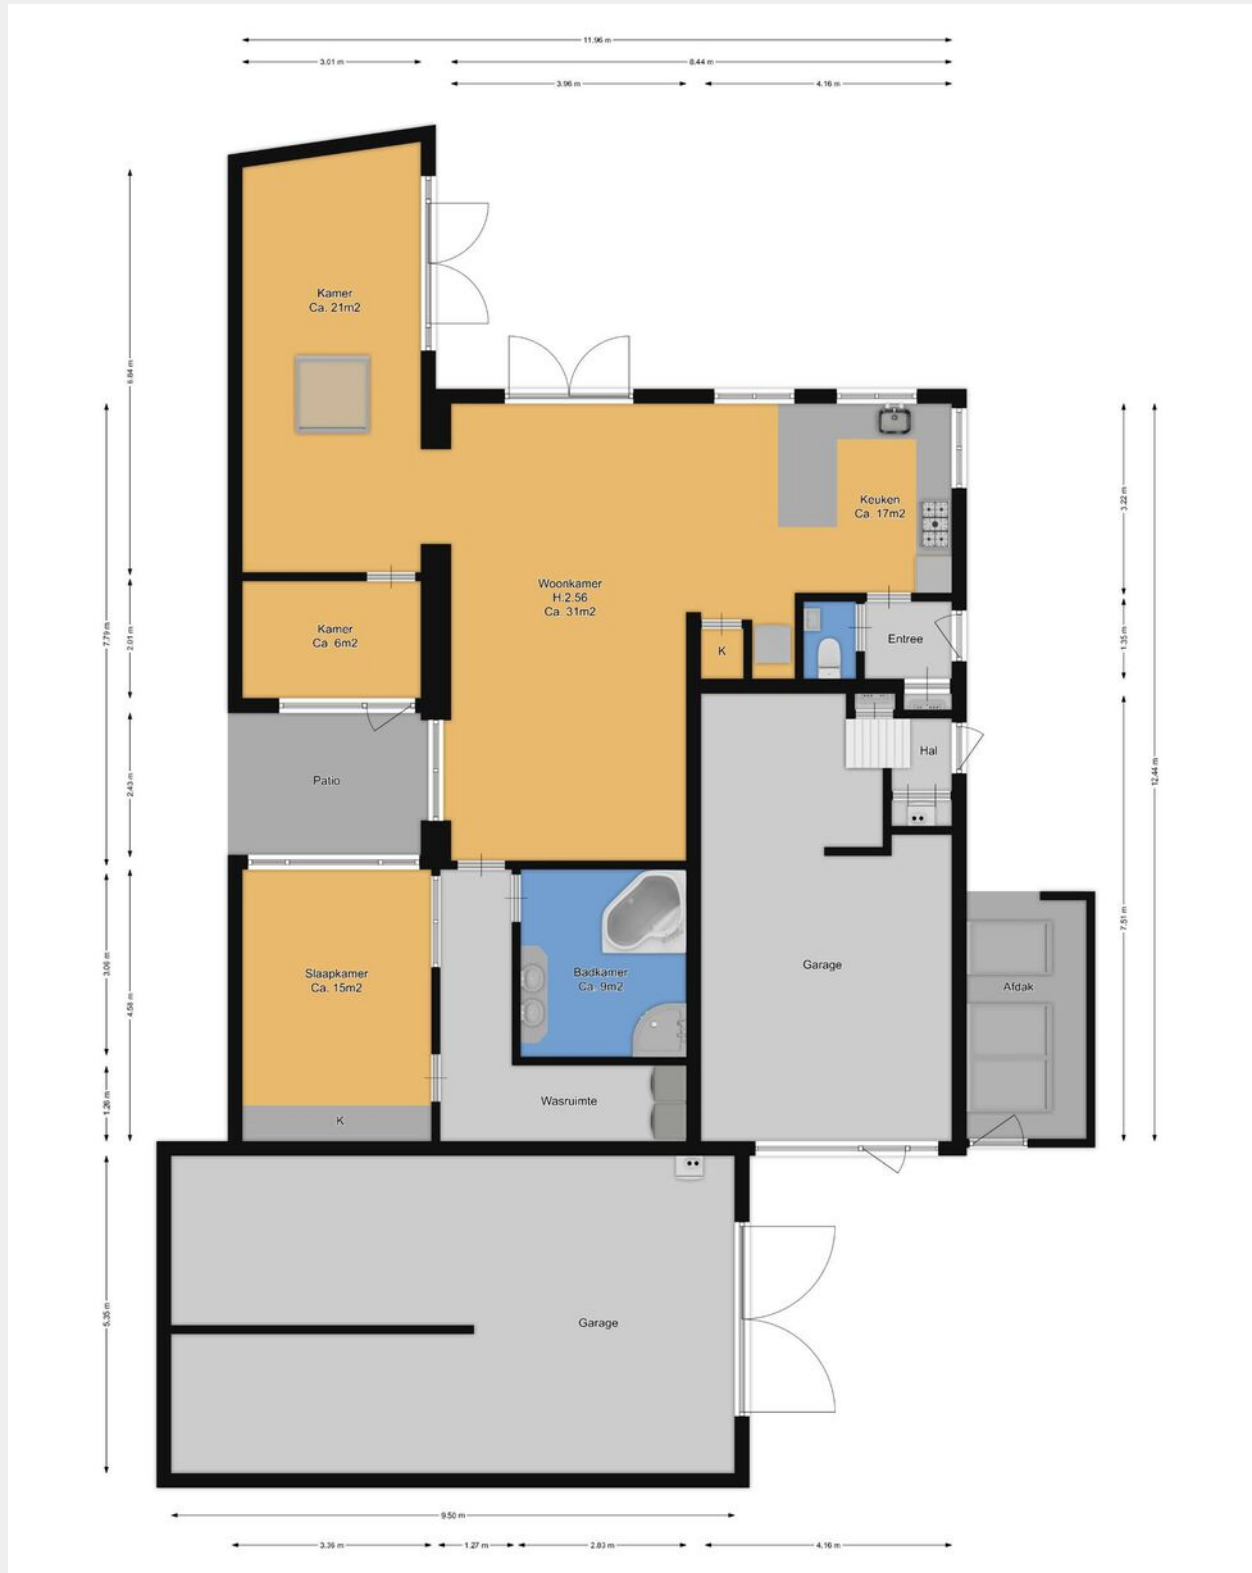 11.96 m
3.01 m
8.44 m
3.96 m
4.16 m
Kamer
Ca. 21m2
6.84 m
Keuken
Ca. 17m2
3.22 m
Woonkamer
H.2.56
Ca. 31m2
Kamer
Ca. 6m2
7.79 m
2.01 m
K
Entree
1.35 m
Hal
Patio
2.43 m
12.44 m
Slaapkamer
Ca. 15m2
Badkamer
Ca. 9m2
Garage
Afdak
7.51 m
3.06 m
4.58 m
1.26 m
K
Wasruimte
Garage
5.35 m
9.50 m
3.36 m
1.27 m
2.83 m
4.16 m